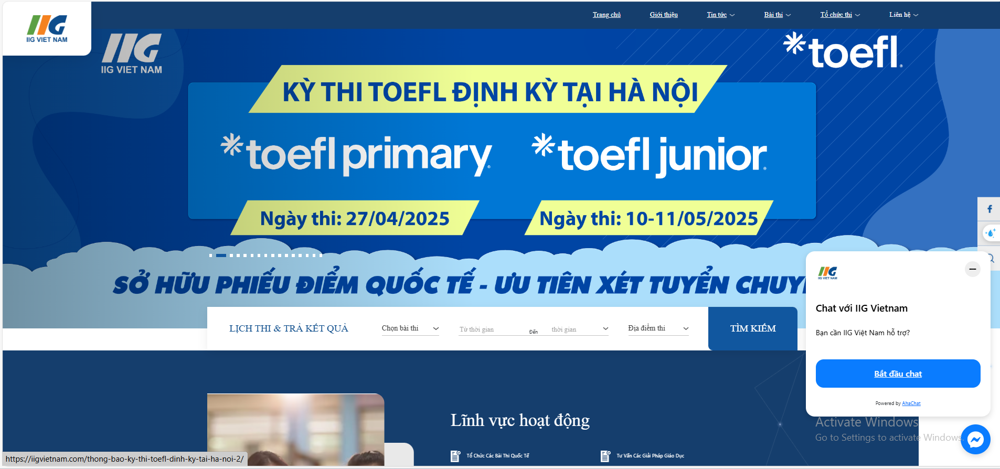 Trang chủ
Giới thiệu
Tin tức
Bài thi
Tổ chức thi
Liên hệ
IIG VIET NAM
IIG VIET NAM
toefl®
KỲ THI TOEFL ĐỊNH KỲ TẠI HÀ NỘI
toefl primary®
toefl junior®
Ngày thi: 27/04/2025
Ngày thi: 10-11/05/2025
SỞ HỮU PHIẾU ĐIỂM QUỐC TẾ - ƯU TIÊN XÉT TUYỂN
LỊCH THI & TRẢ KẾT QUẢ
Chọn bài thi
Từ thời gian
Đến
thời gian
Địa điểm thi
TÌM KIẾM
IIG VIET NAM
Chat với IIG Vietnam
Bạn cần IIG Việt Nam hỗ trợ?
Bắt đầu chat
Powered by AhaChat
Lĩnh vực hoạt động
Tổ Chức Các Bài Thi Quốc Tế
Tư Vấn Các Giải Pháp Giáo Dục
Activate Windows
Go to Settings to activate Windows.
https://iigvietnam.com/thong-bao-ky-thi-toefl-dinh-ky-tai-ha-noi-2/